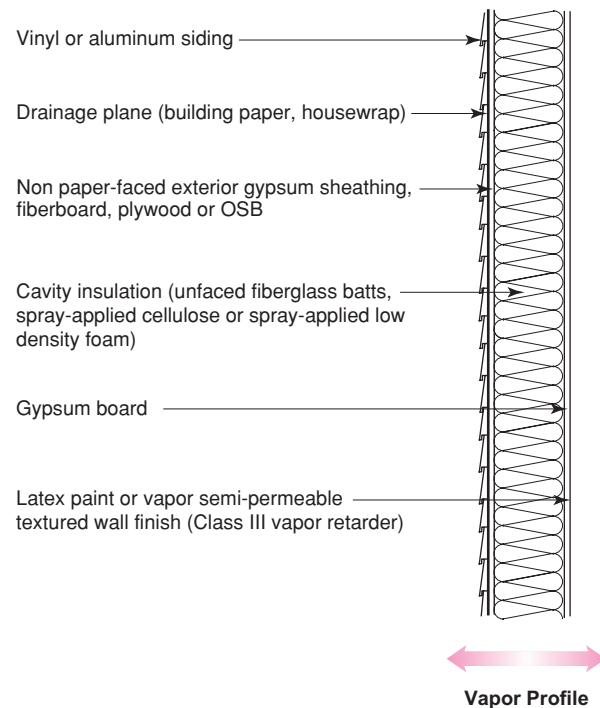 Vinyl or aluminum siding
Drainage plane (building paper, housewrap)
Non paper-faced exterior gypsum sheathing,
fiberboard, plywood or OSB
Cavity insulation (unfaced fiberglass batts,
spray-applied cellulose or spray-applied low
density foam)
Gypsum board
Latex paint or vapor semi-permeable
textured wall finish (Class III vapor retarder)
Vapor Profile